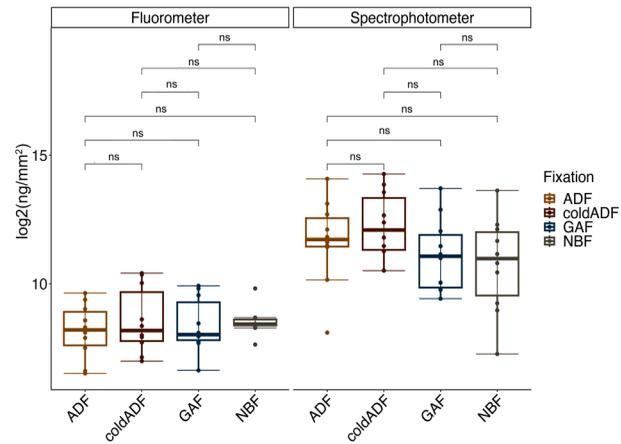 Fluorometer
Spectrophotometer
ns
ns
ns
ns
ns
ns
ns
ns
ns
ns
ns
ns
log2(ng/mm²)
15
10
Fixation
ADF
coldADF
GAF
NBF
ADF
coldADF
GAF
NBF
ADF
coldADF
GAF
NBF